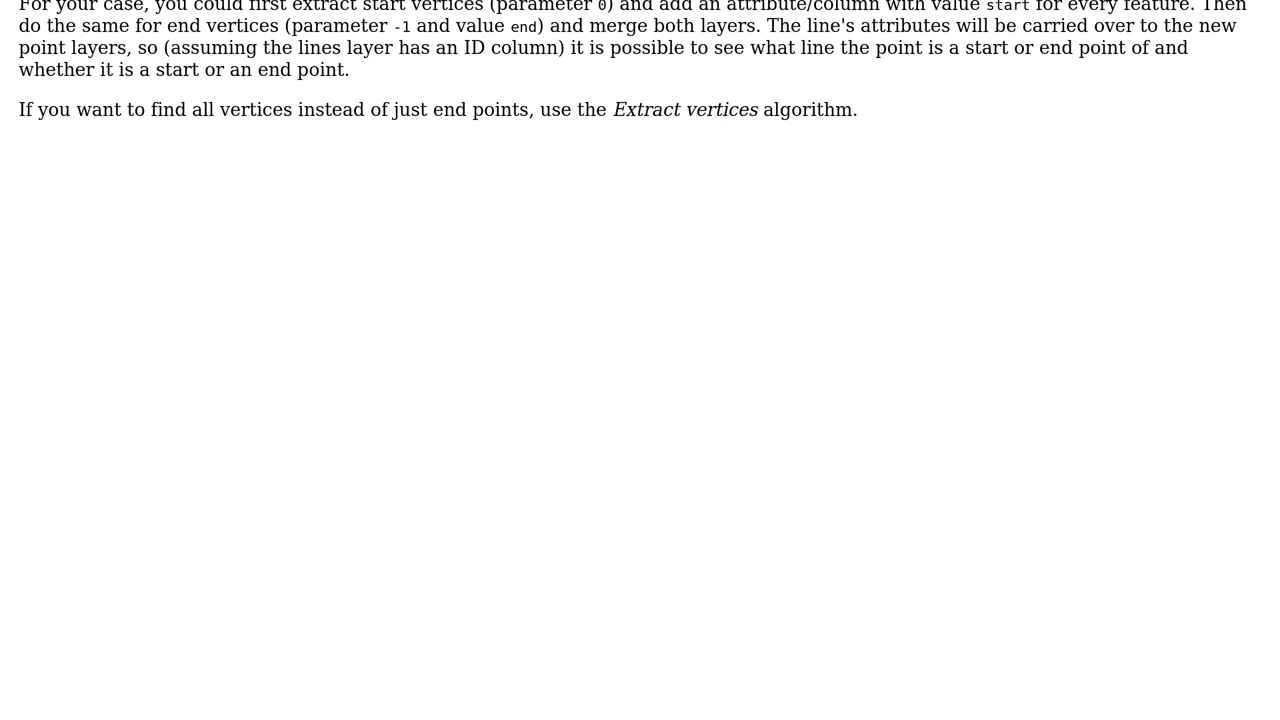 For your case, you could first extract start vertices (parameter 0) and add an attribute/column with value start for every feature. Then
do the same for end vertices (parameter -1 and value end) and merge both layers. The line's attributes will be carried over to the new
point layers, so (assuming the lines layer has an ID column) it is possible to see what line the point is a start or end point of and
whether it is a start or an end point.
If you want to find all vertices instead of just end points, use the Extract vertices algorithm.